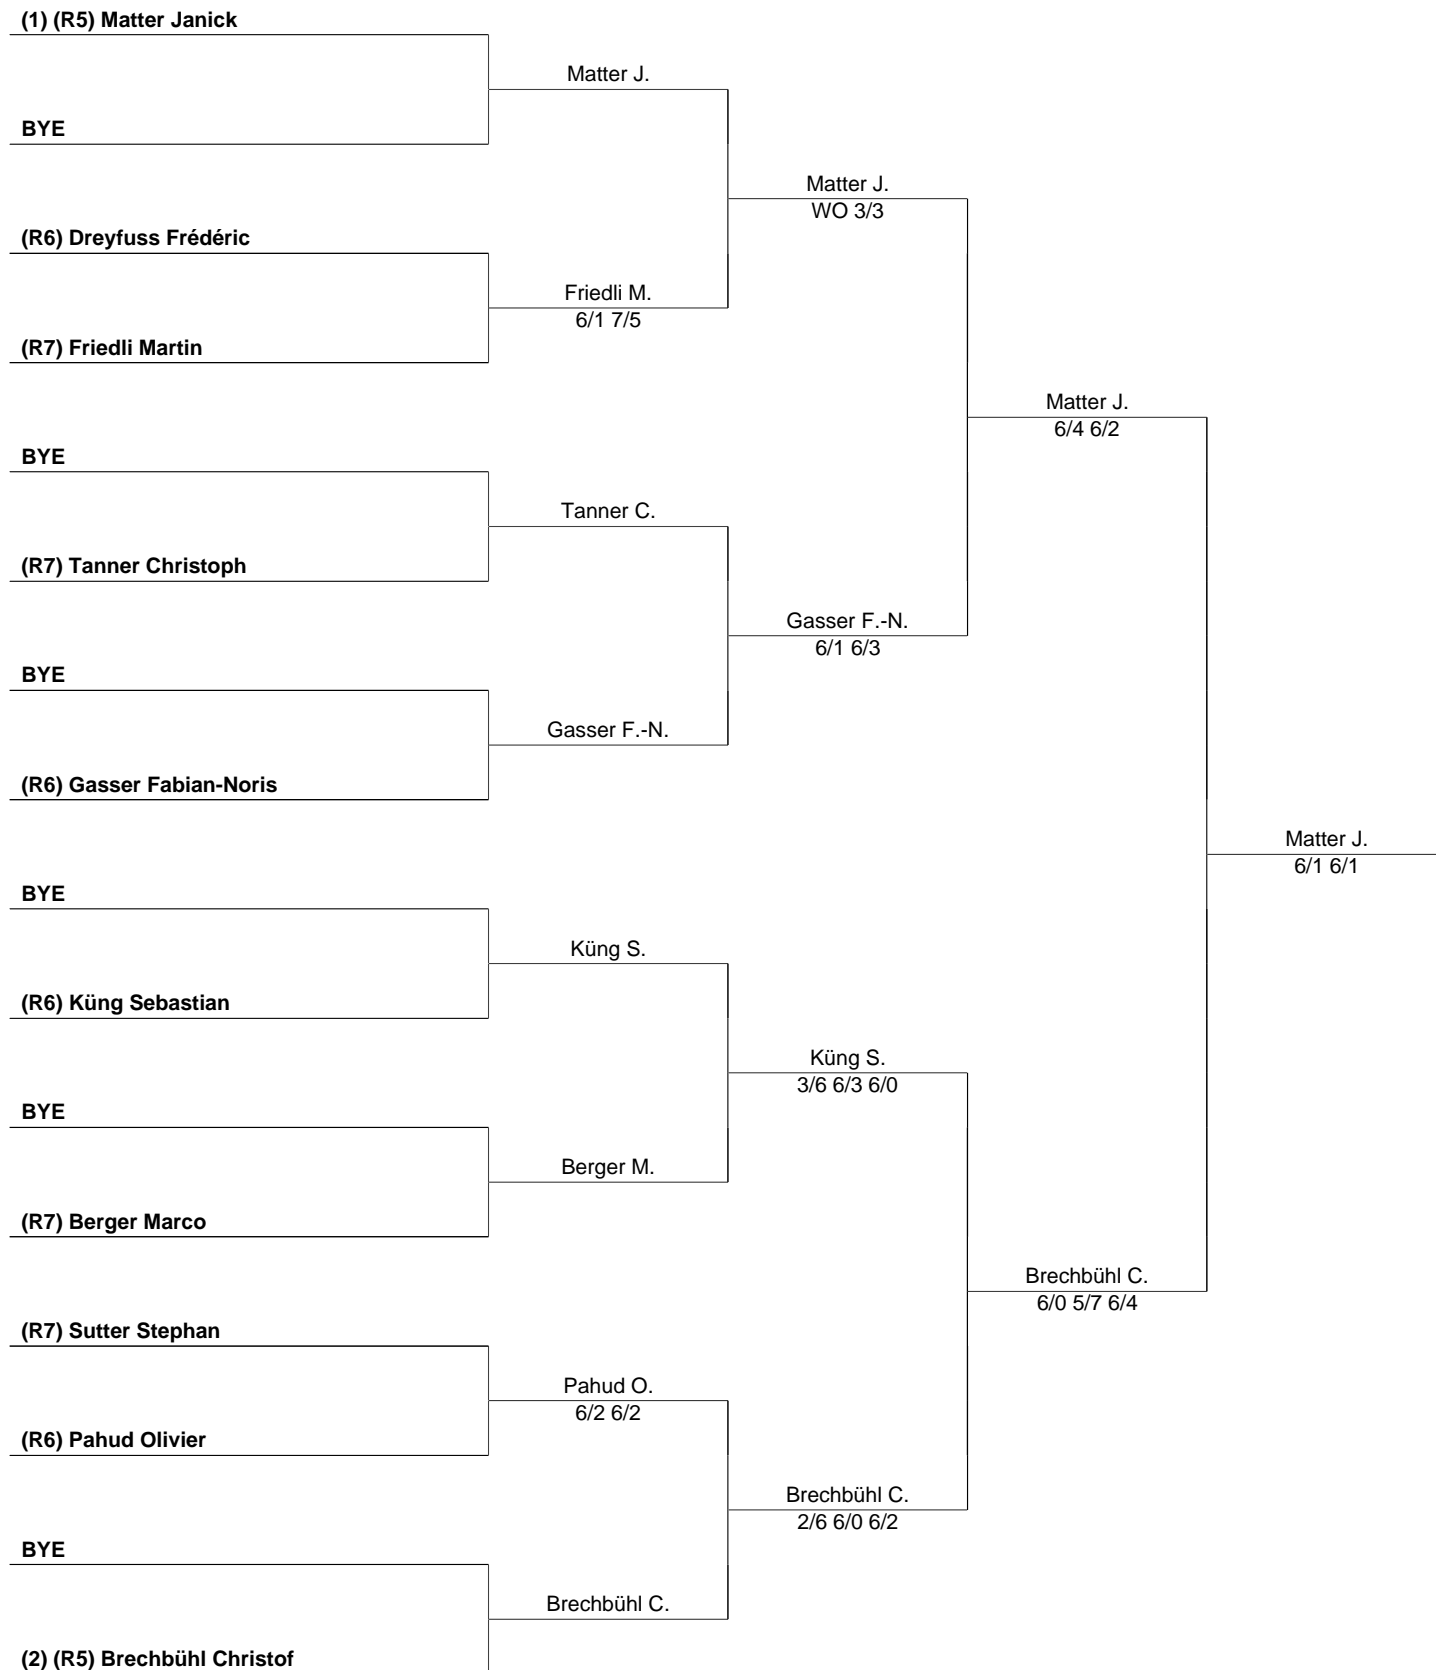 (1) (R5) Matter Janick
Matter J.
BYE
Matter J.
WO 3/3
(R6) Dreyfuss Frédéric
Friedli M.
6/1 7/5
(R7) Friedli Martin
Matter J.
6/4 6/2
BYE
Tanner C.
(R7) Tanner Christoph
Gasser F.-N.
6/1 6/3
BYE
Gasser F.-N.
(R6) Gasser Fabian-Noris
Matter J.
6/1 6/1
BYE
Küng S.
(R6) Küng Sebastian
Küng S.
3/6 6/3 6/0
BYE
Berger M.
(R7) Berger Marco
Brechbühl C.
6/0 5/7 6/4
(R7) Sutter Stephan
Pahud O.
6/2 6/2
(R6) Pahud Olivier
Brechbühl C.
2/6 6/0 6/2
BYE
Brechbühl C.
(2) (R5) Brechbühl Christof